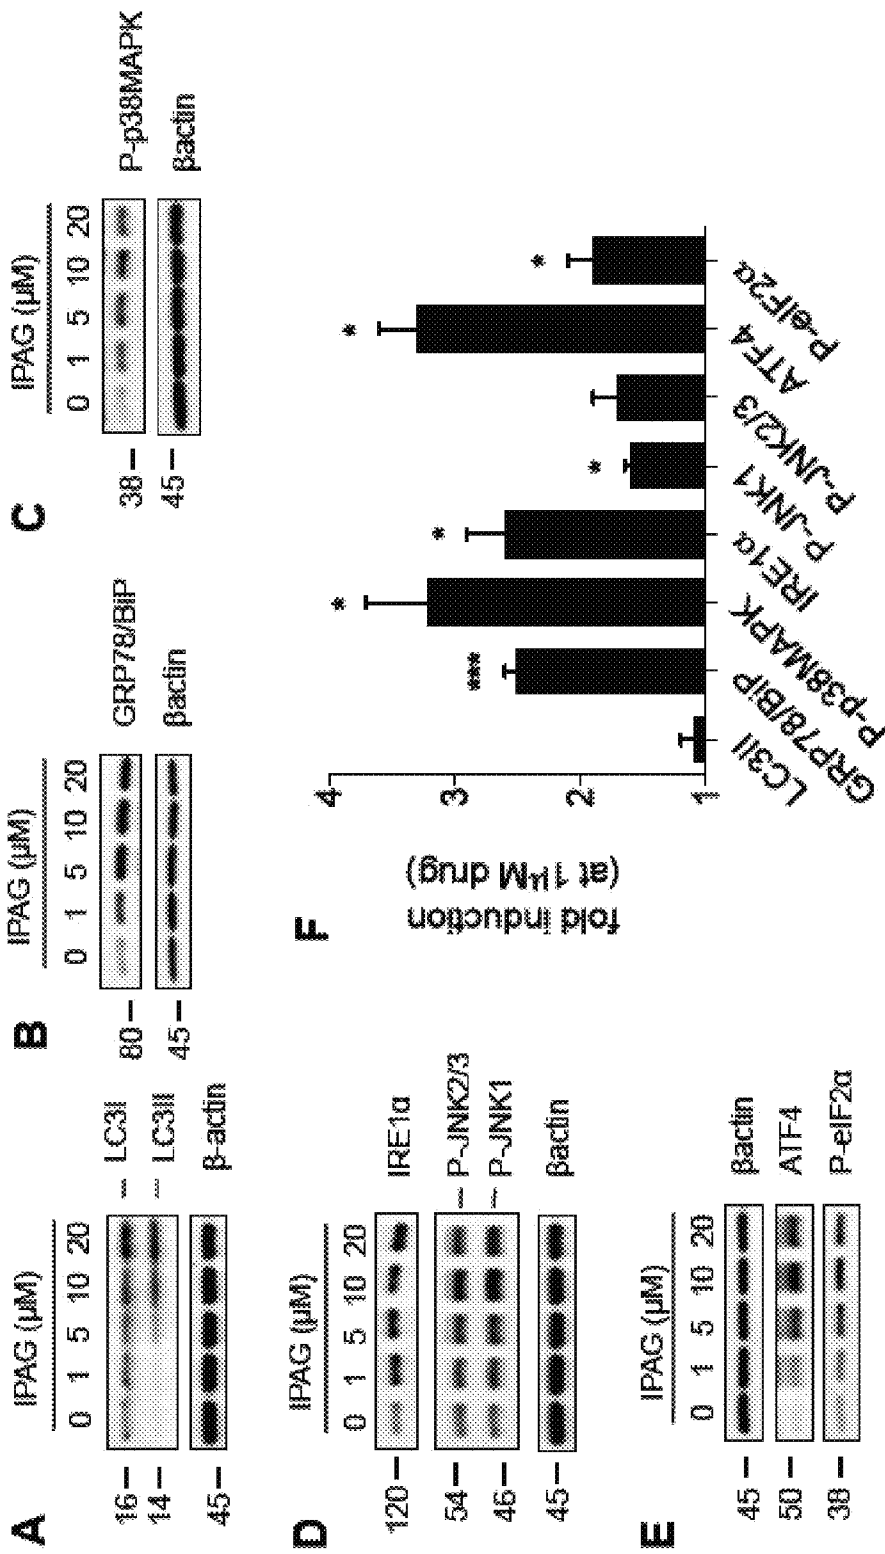 A
IPAG (µM)
0 1 5 10 20
16
LC3I
14
LC3II
45
β-actin
B
IPAG (µM)
0 1 5 10 20
80
GRP78/BiP
45
βactin
C
IPAG (µM)
0 1 5 10 20
38
P-p38MAPK
45
βactin
D
IPAG (µM)
0 1 5 10 20
120
IRE1α
54
P-JNK2/3
46
P-JNK1
45
βactin
E
IPAG (µM)
0 1 5 10 20
45
βactin
50
ATF4
38
P-eIF2α
F
fold induction
(at 1µM drug)
4
3
2
1
***
*
*
*
*
*
LC3II
GRP78/BiP
P-p38MAPK
IRE1α
P-JNK1
P-JNK2/3
ATF4
P-eIF2α